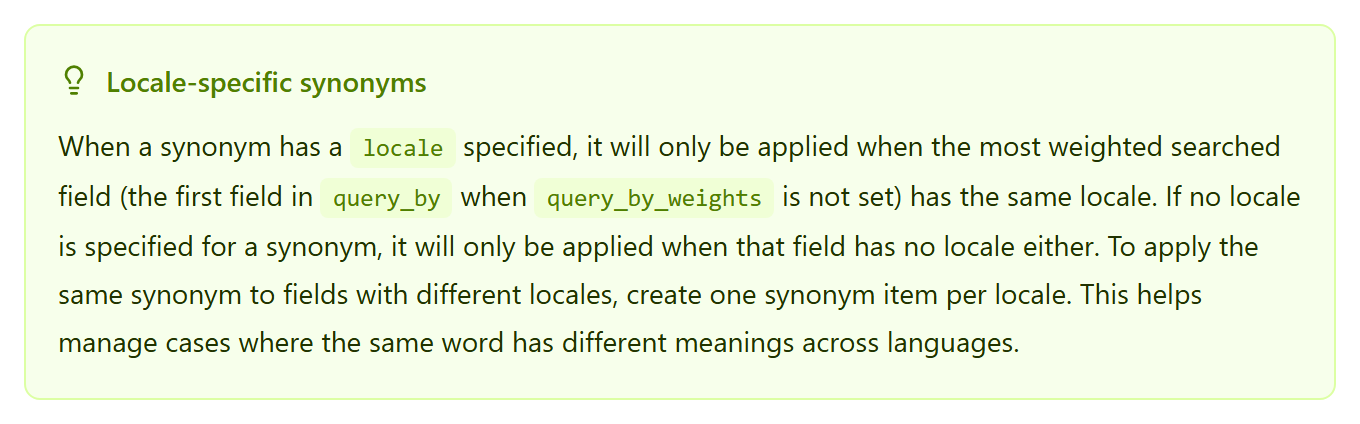 Locale-specific synonyms
When a synonym has a locale specified, it will only be applied when the most weighted searched
field (the first field in query_by when query_by_weights is not set) has the same locale. If no locale
is specified for a synonym, it will only be applied when that field has no locale either. To apply the
same synonym to fields with different locales, create one synonym item per locale. This helps
manage cases where the same word has different meanings across languages.